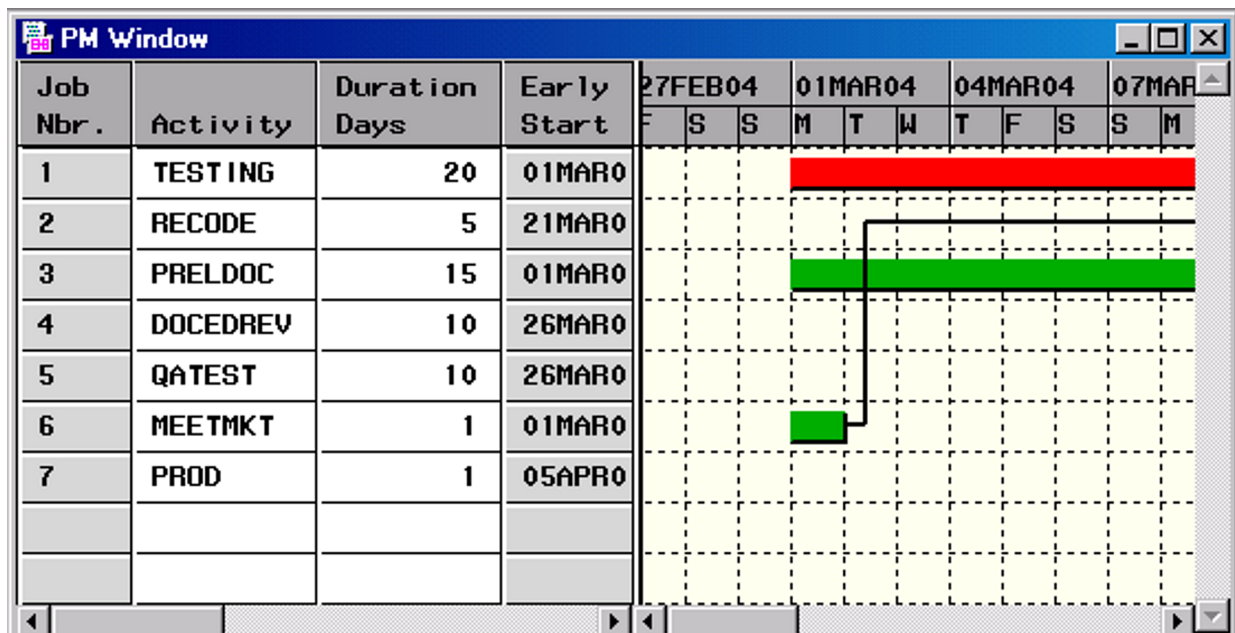 PM Window
Job Nbr. Activity Duration Days Early Start 27FEB04 01MAR04 04MAR04 07MAR
F S S M T W T F S S M
1 TESTING 20 01MAR0
2 RECODE 5 21MAR0
3 PRELDOC 15 01MAR0
4 DOCEDREV 10 26MAR0
5 QATEST 10 26MAR0
6 MEETMKT 1 01MAR0
7 PROD 1 05APR0